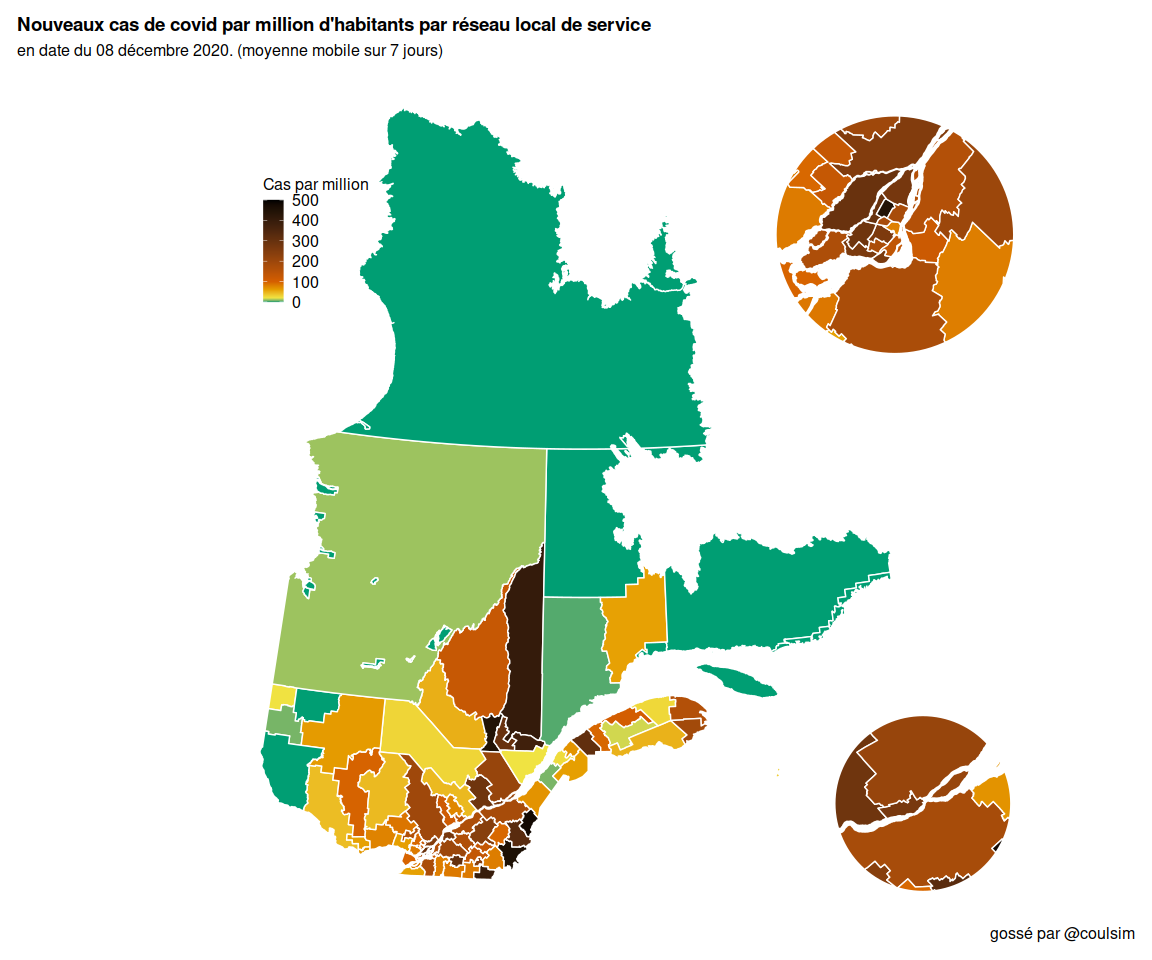 Nouveaux cas de covid par million d'habitants par réseau local de service
en date du 08 décembre 2020. (moyenne mobile sur 7 jours)
Cas par million
500
400
300
200
100
0
gossé par @coulsim